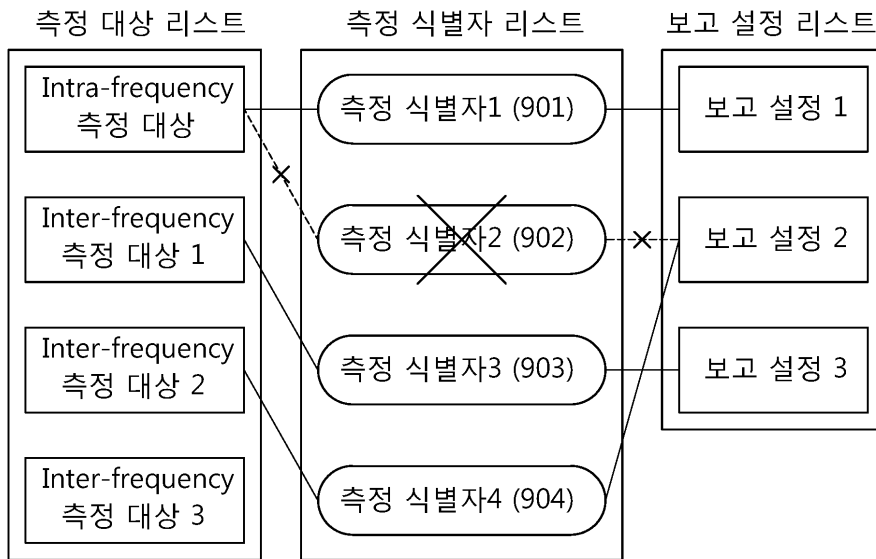 측정 대상 리스트
Intra-frequency
측정 대상
Inter-frequency
측정 대상 1
Inter-frequency
측정 대상 2
Inter-frequency
측정 대상 3
측정 식별자 리스트
측정 식별자1 (901)
측정 식별자2 (902)
측정 식별자3 (903)
측정 식별자4 (904)
보고 설정 리스트
보고 설정 1
보고 설정 2
보고 설정 3